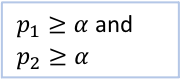 p₁ ≥ α and
p₂ ≥ α